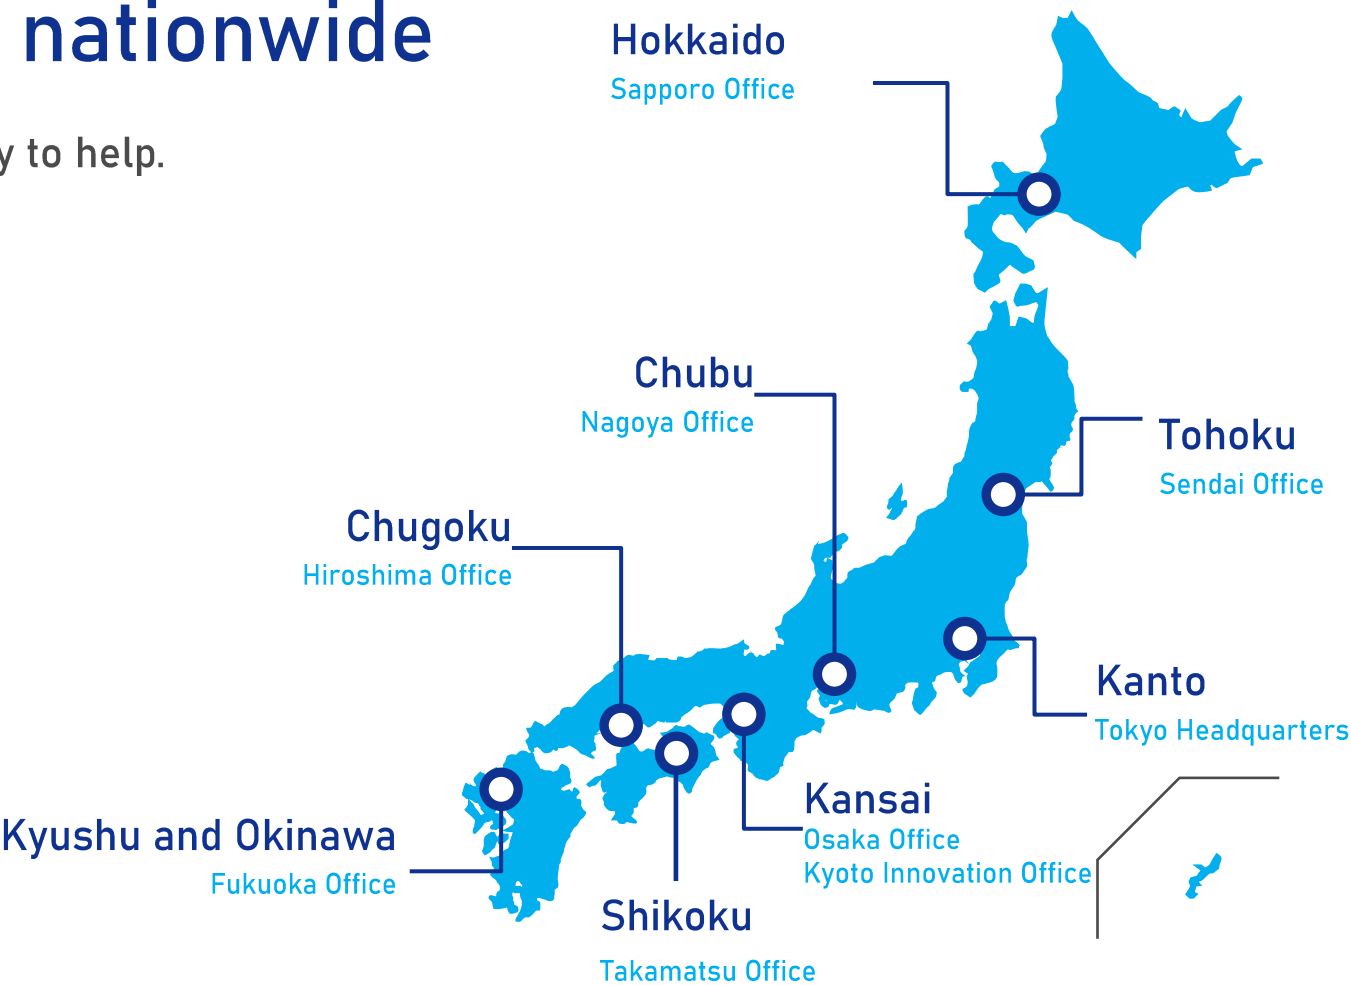 nationwide
y to help.
Hokkaido
Sapporo Office
Chubu
Nagoya Office
Tohoku
Sendai Office
Chugoku
Hiroshima Office
Kanto
Tokyo Headquarters
Kansai
Osaka Office
Kyoto Innovation Office
Kyushu and Okinawa
Fukuoka Office
Shikoku
Takamatsu Office